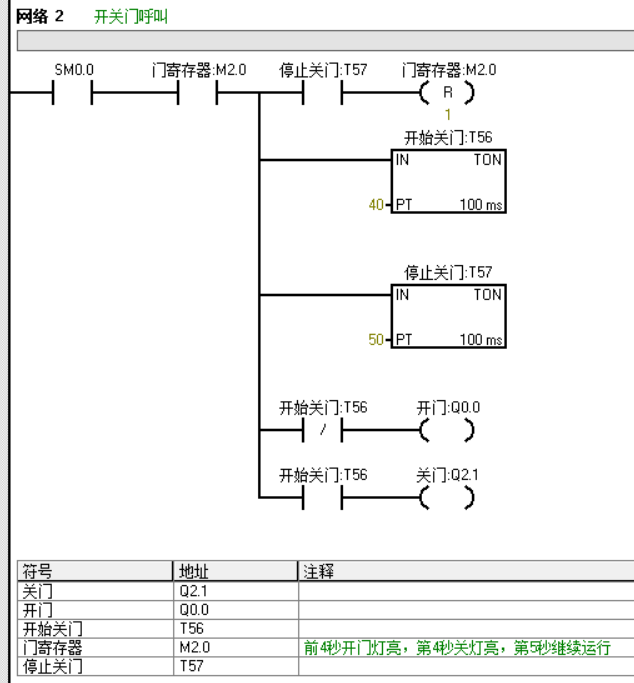 网络 2 开关门呼叫
SM0.0 门寄存器:M2.0 停止关门:T57 门寄存器:M2.0
R
1
开始关门:T56
IN TON
40 PT 100 ms
停止关门:T57
IN TON
50 PT 100 ms
开始关门:T56 开门:Q0.0
/
开始关门:T56 关门:Q2.1
符号 地址 注释
关门 Q2.1
开门 Q0.0
开始关门 T56
门寄存器 M2.0 前4秒开门灯亮，第4秒关灯亮，第5秒继续运行
停止关门 T57